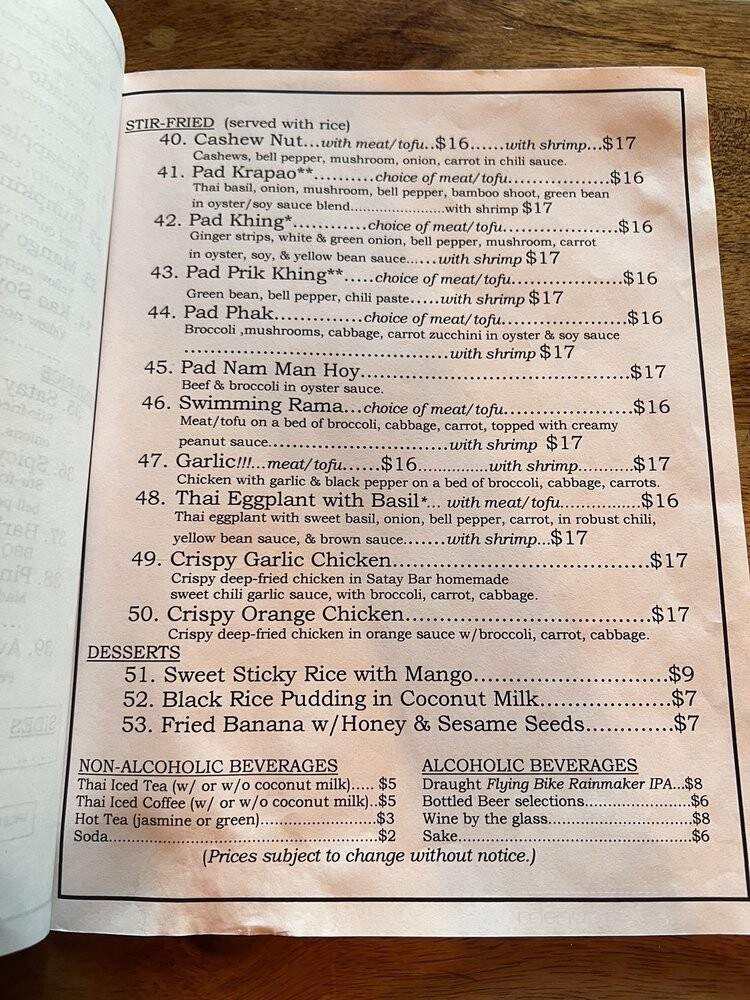 STIR-FRIED (served with rice)
40. Cashew Nut...with meat/tofu..$16......with shrimp...$17
Cashews, bell pepper, mushroom, onion, carrot in chili sauce.
41. Pad Krapao**..........choice of meat/tofu.................$16
Thai basil, onion, mushroom, bell pepper, bamboo shoot, green bean
in oyster/soy sauce blend.......................with shrimp $17
42. Pad Khing*............choice of meat/tofu...................$16
Ginger strips, white & green onion, bell pepper, mushroom, carrot
in oyster, soy, & yellow bean sauce......with shrimp $17
43. Pad Prik Khing**.....choice of meat/tofu..................$16
Green bean, bell pepper, chili paste.....with shrimp $17
44. Pad Phak..............choice of meat/tofu....................$16
Broccoli ,mushrooms, cabbage, carrot zucchini in oyster & soy sauce
..........................................with shrimp $17
45. Pad Nam Man Hoy..........................................$17
Beef & broccoli in oyster sauce.
46. Swimming Rama...choice of meat/tofu...................$16
Meat/tofu on a bed of broccoli, cabbage, carrot, topped with creamy
peanut sauce............................with shrimp $17
47. Garlic!!!...meat/tofu......$16..............with shrimp...........$17
Chicken with garlic & black pepper on a bed of broccoli, cabbage, carrots.
48. Thai Eggplant with Basil*... with meat/tofu................$16
Thai eggplant with sweet basil, onion, bell pepper, carrot, in robust chili,
yellow bean sauce, & brown sauce.......with shrimp...$17
49. Crispy Garlic Chicken........................................$17
Crispy deep-fried chicken in Satay Bar homemade
sweet chili garlic sauce, with broccoli, carrot, cabbage.
50. Crispy Orange Chicken......................................$17
Crispy deep-fried chicken in orange sauce w/broccoli, carrot, cabbage.
DESSERTS
51. Sweet Sticky Rice with Mango..............................$9
52. Black Rice Pudding in Coconut Milk....................$7
53. Fried Banana w/Honey & Sesame Seeds.............$7
NON-ALCOHOLIC BEVERAGES
Thai Iced Tea (w/ or w/o coconut milk)..... $5
Thai Iced Coffee (w/ or w/o coconut milk)..$5
Hot Tea (jasmine or green).......................$3
Soda.......................................................$2
ALCOHOLIC BEVERAGES
Draught Flying Bike Rainmaker IPA...$8
Bottled Beer selections.......................$6
Wine by the glass...............................$8
Sake..................................................$6
(Prices subject to change without notice.)